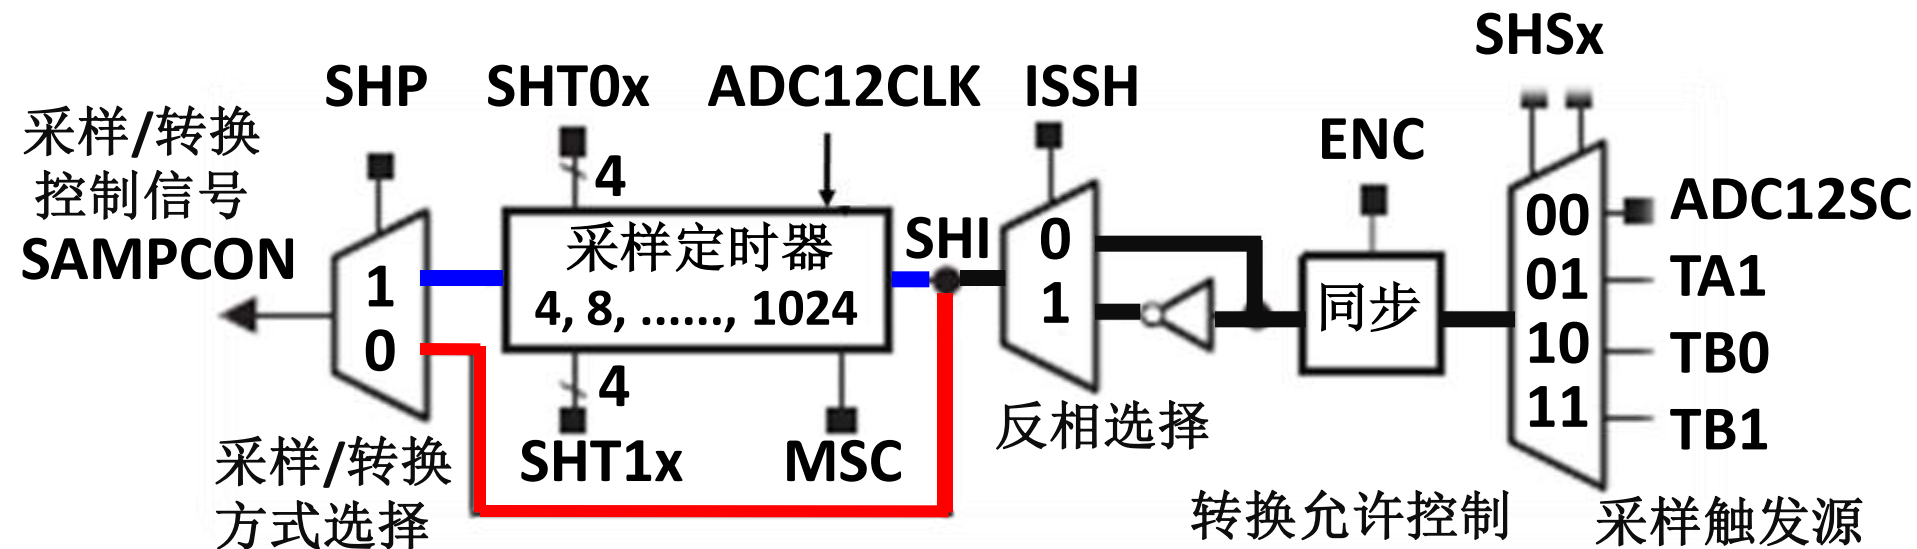 SHSx
SHP
SHT0x
ADC12CLK
ISSH
采样/转换
控制信号
SAMPCON
ENC
4
1
0
采样定时器
4, 8, ......, 1024
SHI
0
1
同步
00
01
10
11
ADC12SC
TA1
TB0
TB1
4
SHT1x
MSC
反相选择
采样/转换
方式选择
转换允许控制
采样触发源